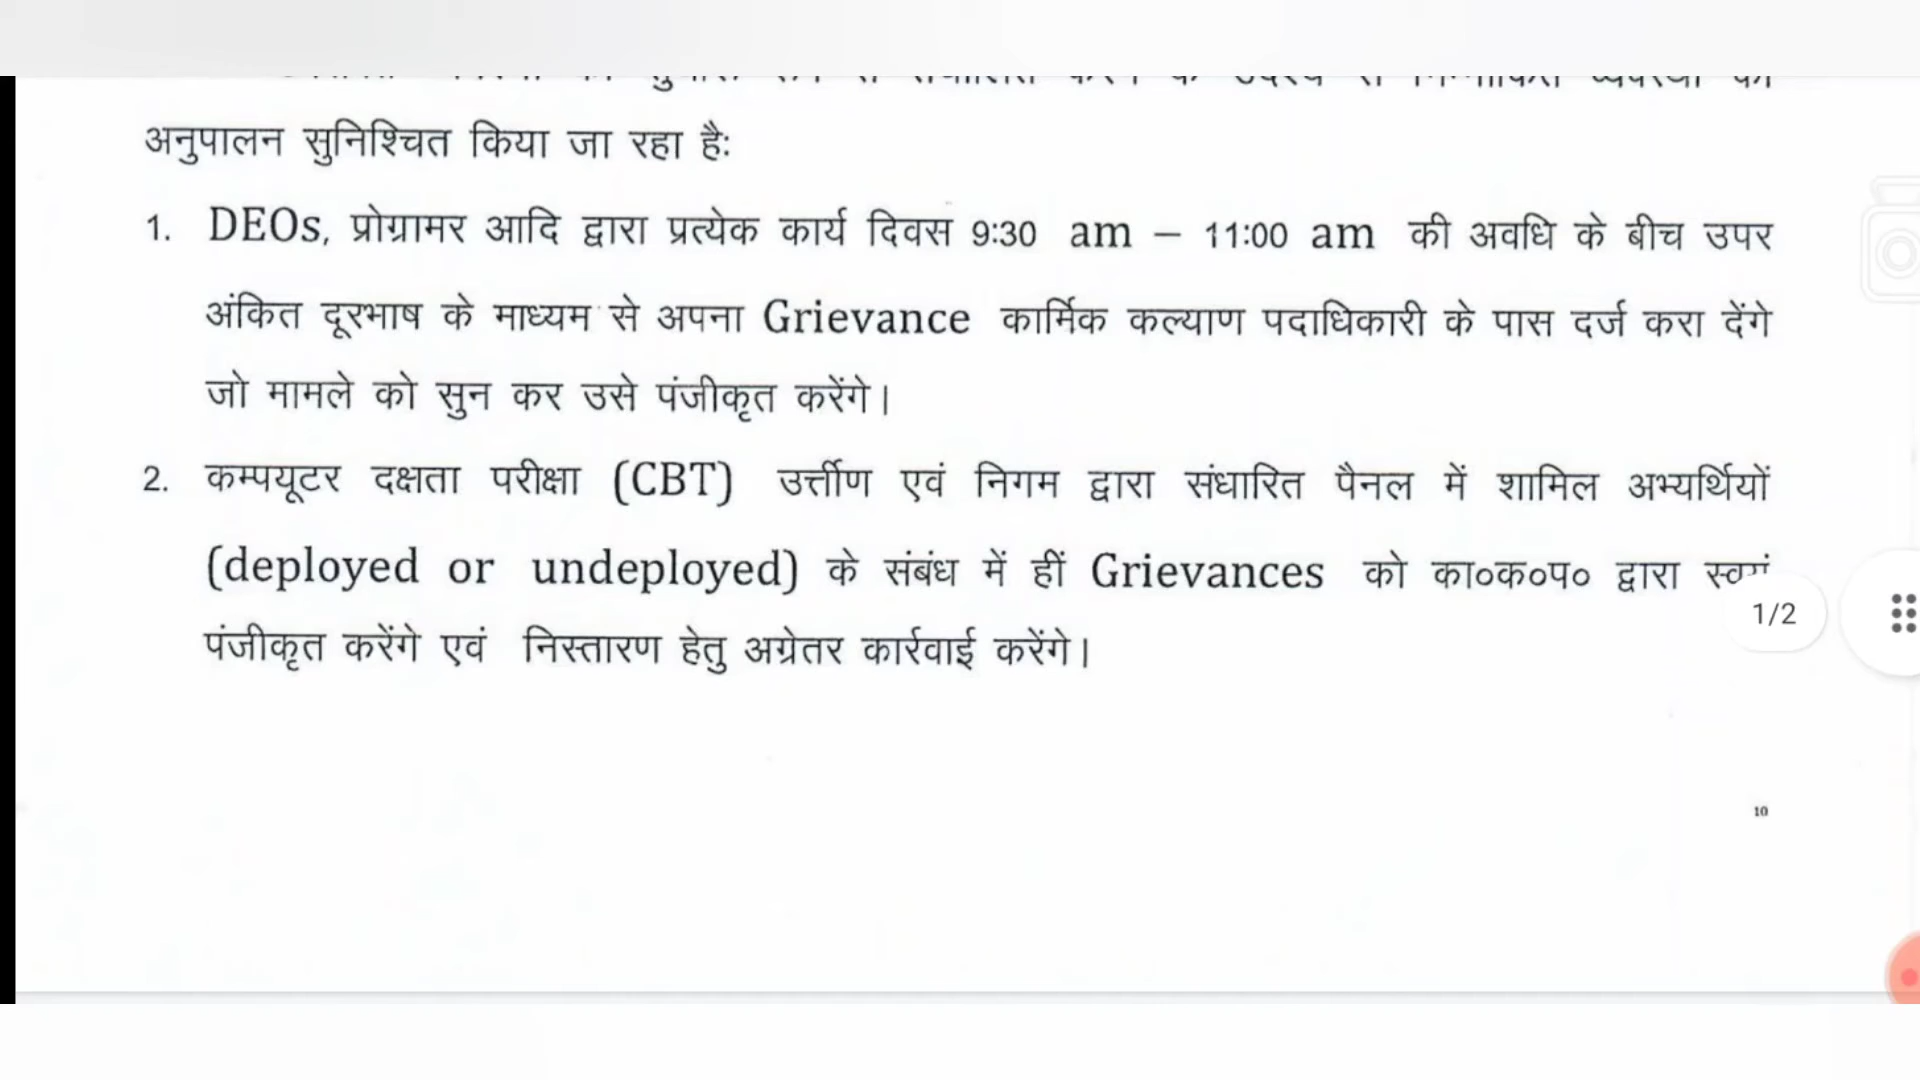 अनुपालन सुनिश्चित किया जा रहा है:
1. DEOs, प्रोग्रामर आदि द्वारा प्रत्येक कार्य दिवस 9:30 am – 11:00 am की अवधि के बीच उपर
अंकित दूरभाष के माध्यम से अपना Grievance कार्मिक कल्याण पदाधिकारी के पास दर्ज करा देंगे
जो मामले को सुन कर उसे पंजीकृत करेंगे।
2. कम्पयूटर दक्षता परीक्षा (CBT) उर्त्तीण एवं निगम द्वारा संधारित पैनल में शामिल अभ्यर्थियों
(deployed or undeployed) के संबंध में हीं Grievances को का०क०प० द्वारा स्वयं
1/2
पंजीकृत करेंगे एवं निस्तारण हेतु अग्रेतर कार्रवाई करेंगे।
10